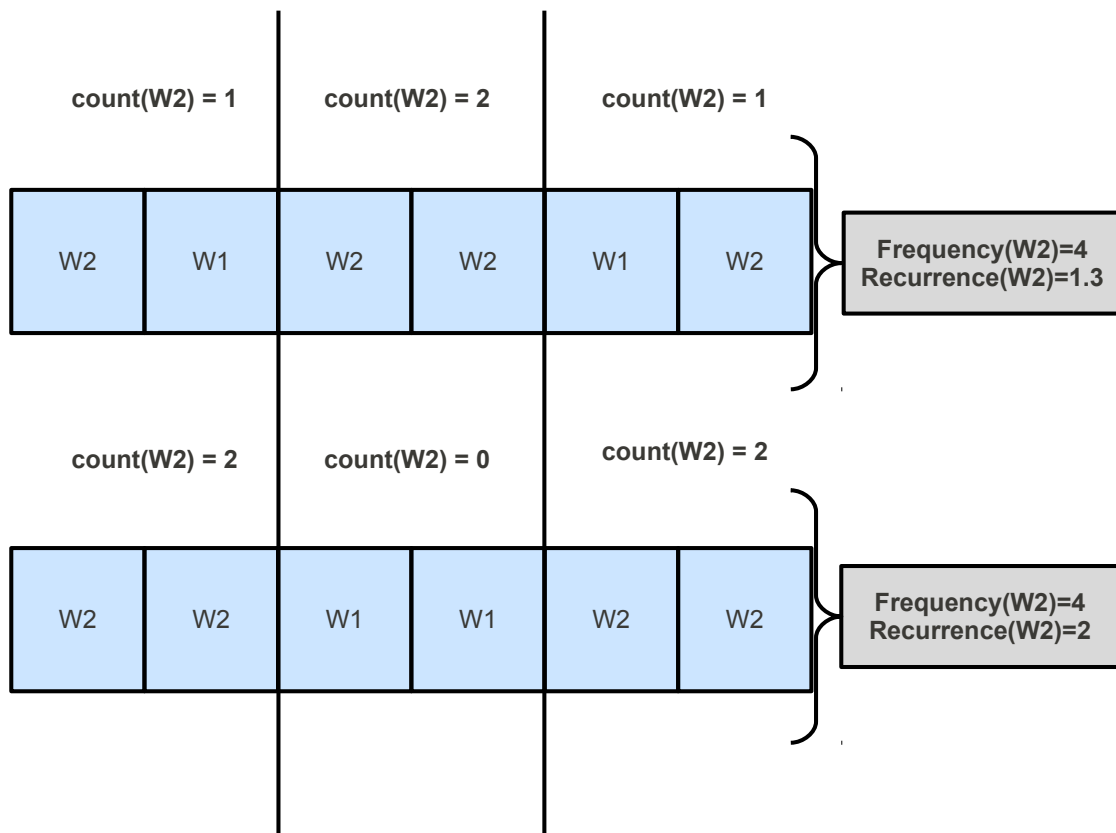 count(W2) = 1 count(W2) = 2 count(W2) = 1
W2 W1 W2 W2 W1 W2
Frequency(W2)=4
Recurrence(W2)=1.3
count(W2) = 2 count(W2) = 0 count(W2) = 2
W2 W2 W1 W1 W2 W2
Frequency(W2)=4
Recurrence(W2)=2